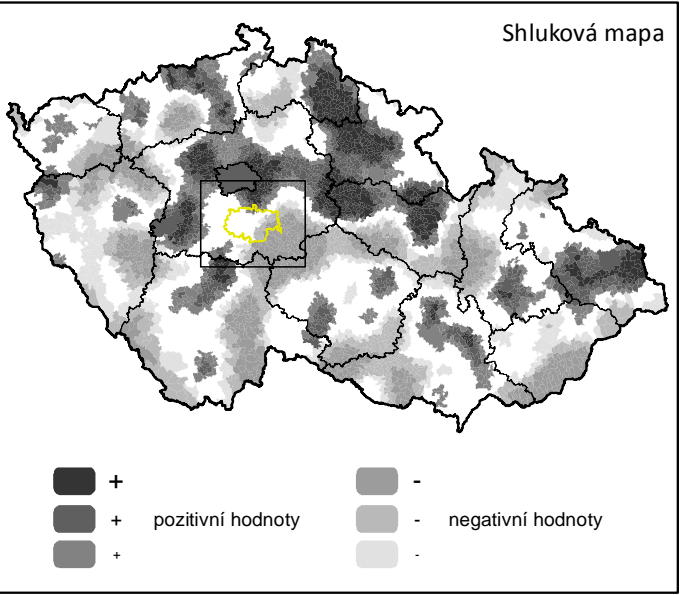 Shluková mapa
+ -
+ pozitivní hodnoty - negativní hodnoty
+ -